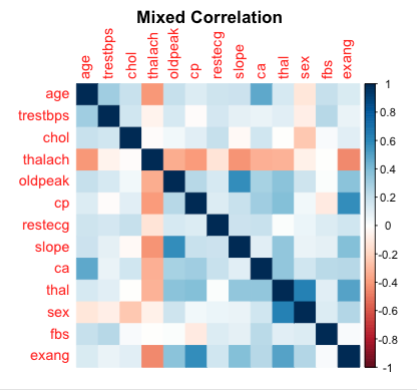 Mixed Correlation
age trestbps chol thalach oldpeak cp restecg slope ca thal sex fbs exang
age
trestbps
chol
thalach
oldpeak
cp
restecg
slope
ca
thal
sex
fbs
exang
1
0.8
0.6
0.4
0.2
0
-0.2
-0.4
-0.6
-0.8
-1